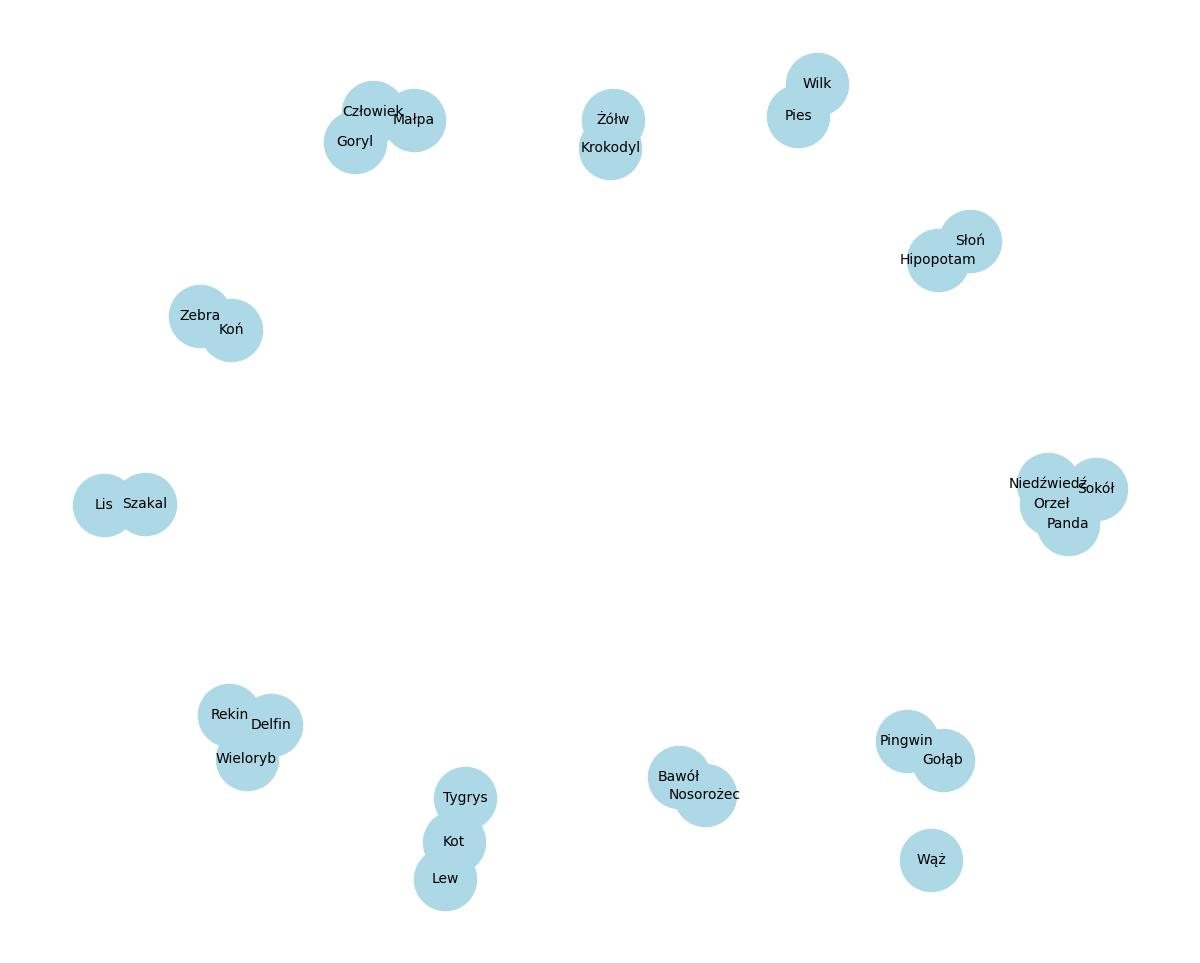 Wilk
Człowiek
Małpa
Żółw
Pies
Goryl
Krokodyl
Słoń
Hipopotam
Zebra
Koń
Niedźwiedź
Sokół
Lis
Szakal
Orzeł
Panda
Rekin
Delfin
Pingwin
Wieloryb
Gołąb
Bawół
Nosorożec
Tygrys
Kot
Wąż
Lew